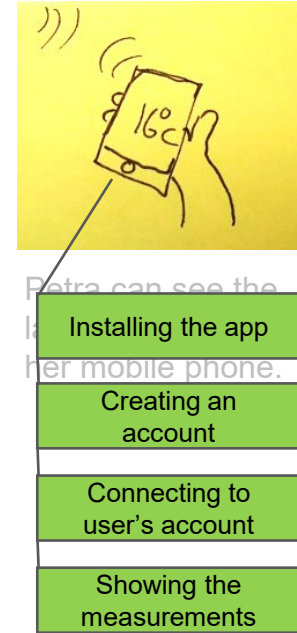 16°C
Petra can see the
la
her mobile phone.
Installing the app
Creating an
account
Connecting to
user's account
Showing the
measurements